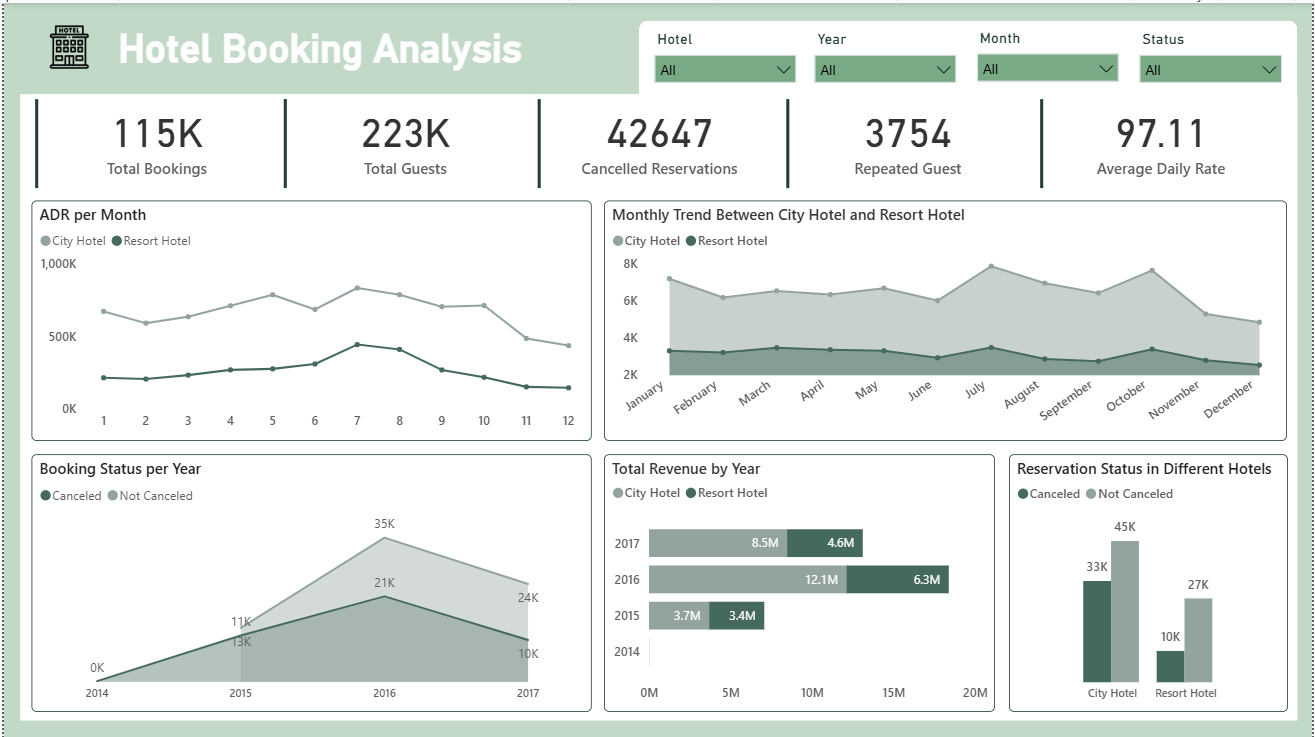 HOTEL
Hotel Booking Analysis
Hotel
Year
Month
Status
All
All
All
All
115K
Total Bookings
223K
Total Guests
42647
Cancelled Reservations
3754
Repeated Guest
97.11
Average Daily Rate
ADR per Month
City Hotel Resort Hotel
1,000K
500K
0K
1 2 3 4 5 6 7 8 9 10 11 12
Monthly Trend Between City Hotel and Resort Hotel
City Hotel Resort Hotel
8K
6K
4K
2K
January February March April May June July August September October November December
Booking Status per Year
Canceled Not Canceled
35K
21K
24K
11K
13K
10K
0K
2014 2015 2016 2017
Total Revenue by Year
City Hotel Resort Hotel
2017 8.5M 4.6M
2016 12.1M 6.3M
2015 3.7M 3.4M
2014
0M 5M 10M 15M 20M
Reservation Status in Different Hotels
Canceled Not Canceled
45K
33K
27K
10K
City Hotel Resort Hotel